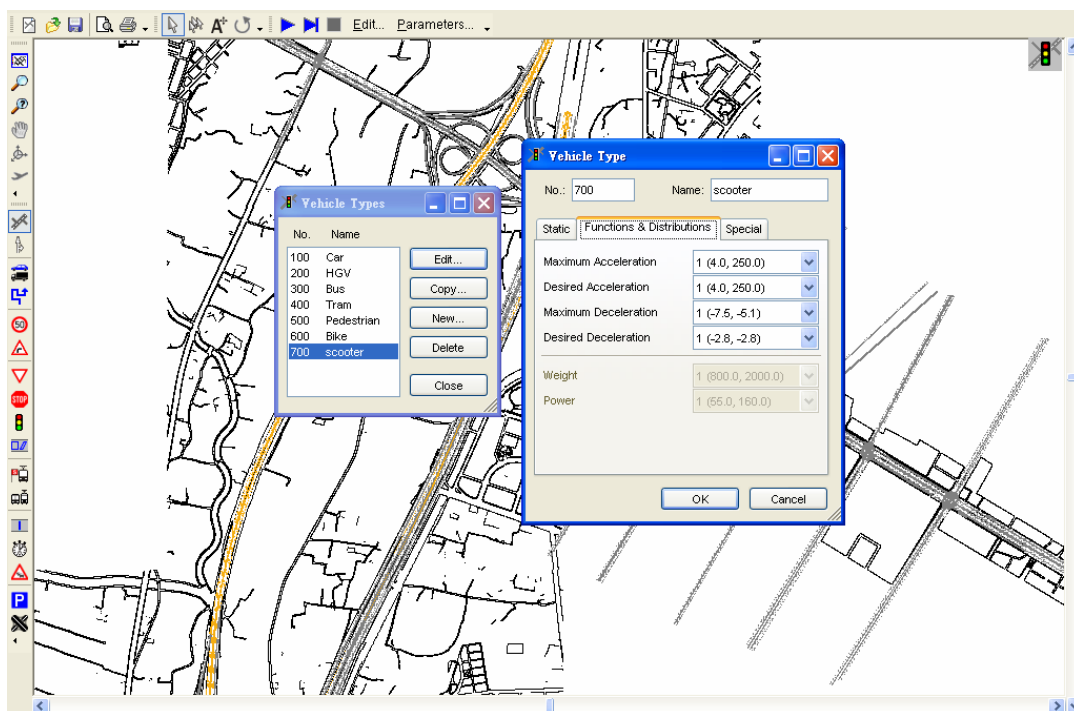 Edit... Parameters...
50
STOP
P
Vehicle Types
No. Name
100 Car
200 HGV
300 Bus
400 Tram
500 Pedestrian
600 Bike
700 scooter
Edit...
Copy...
New...
Delete
Close
Vehicle Type
No.: 700 Name: scooter
Static Functions & Distributions Special
Maximum Acceleration 1 (4.0, 250.0)
Desired Acceleration 1 (4.0, 250.0)
Maximum Deceleration 1 (-7.5, -5.1)
Desired Deceleration 1 (-2.8, -2.8)
Weight 1 (800.0, 2000.0)
Power 1 (55.0, 160.0)
OK Cancel